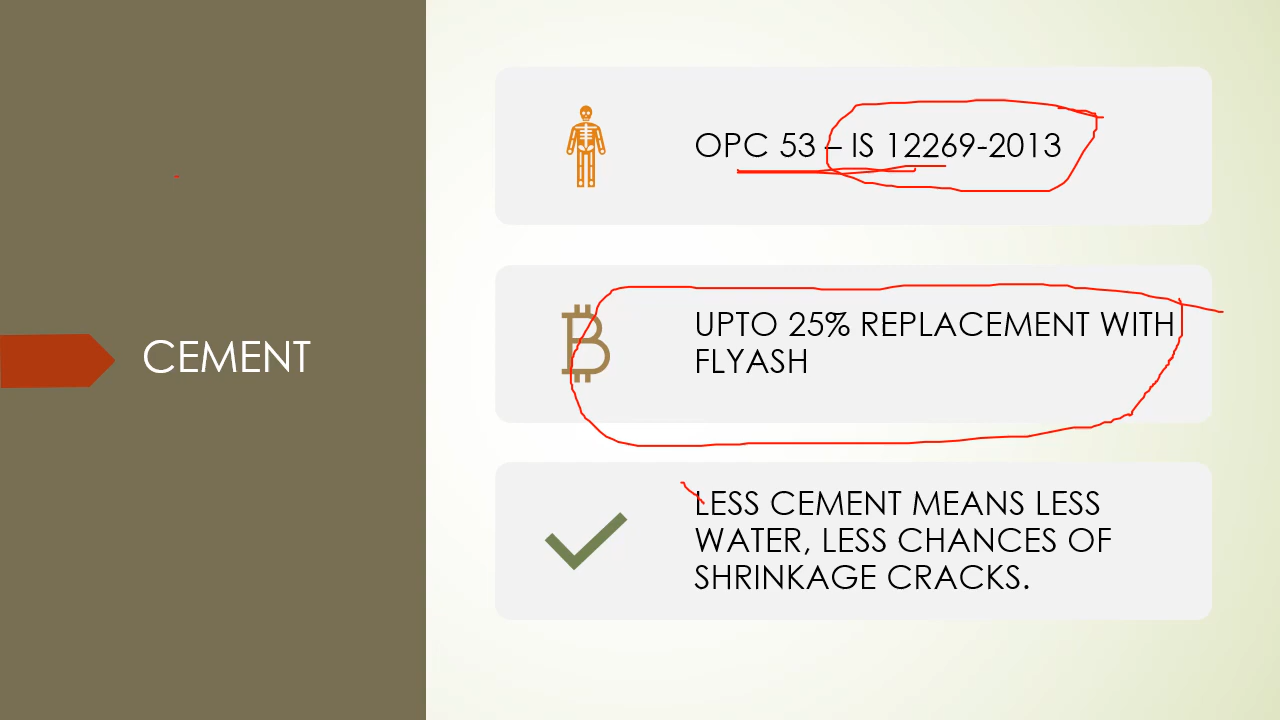 CEMENT
OPC 53 – IS 12269-2013
UPTO 25% REPLACEMENT WITH
FLYASH
LESS CEMENT MEANS LESS
WATER, LESS CHANCES OF
SHRINKAGE CRACKS.